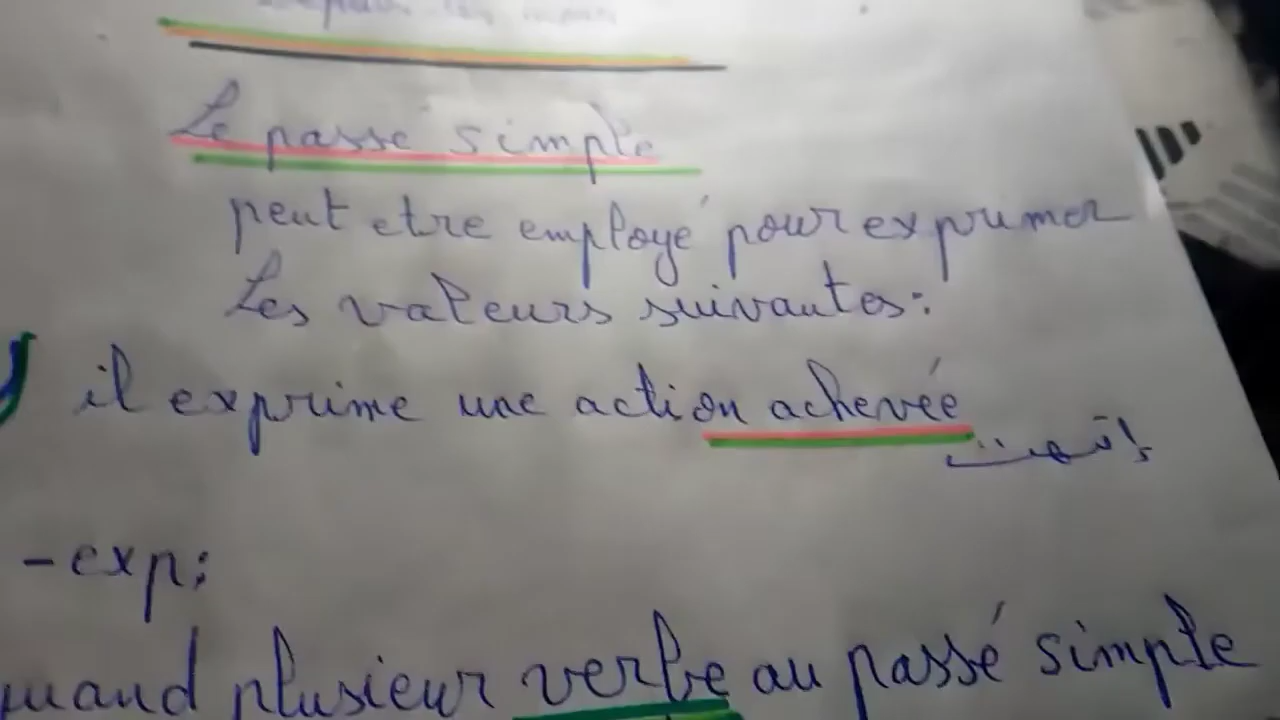 Le passé simple
peut etre employé pour exprimer
Les valeurs suivantes:
il exprime une action achevée
إنتهت
-exp:
quand plusieur verbe au passé simple